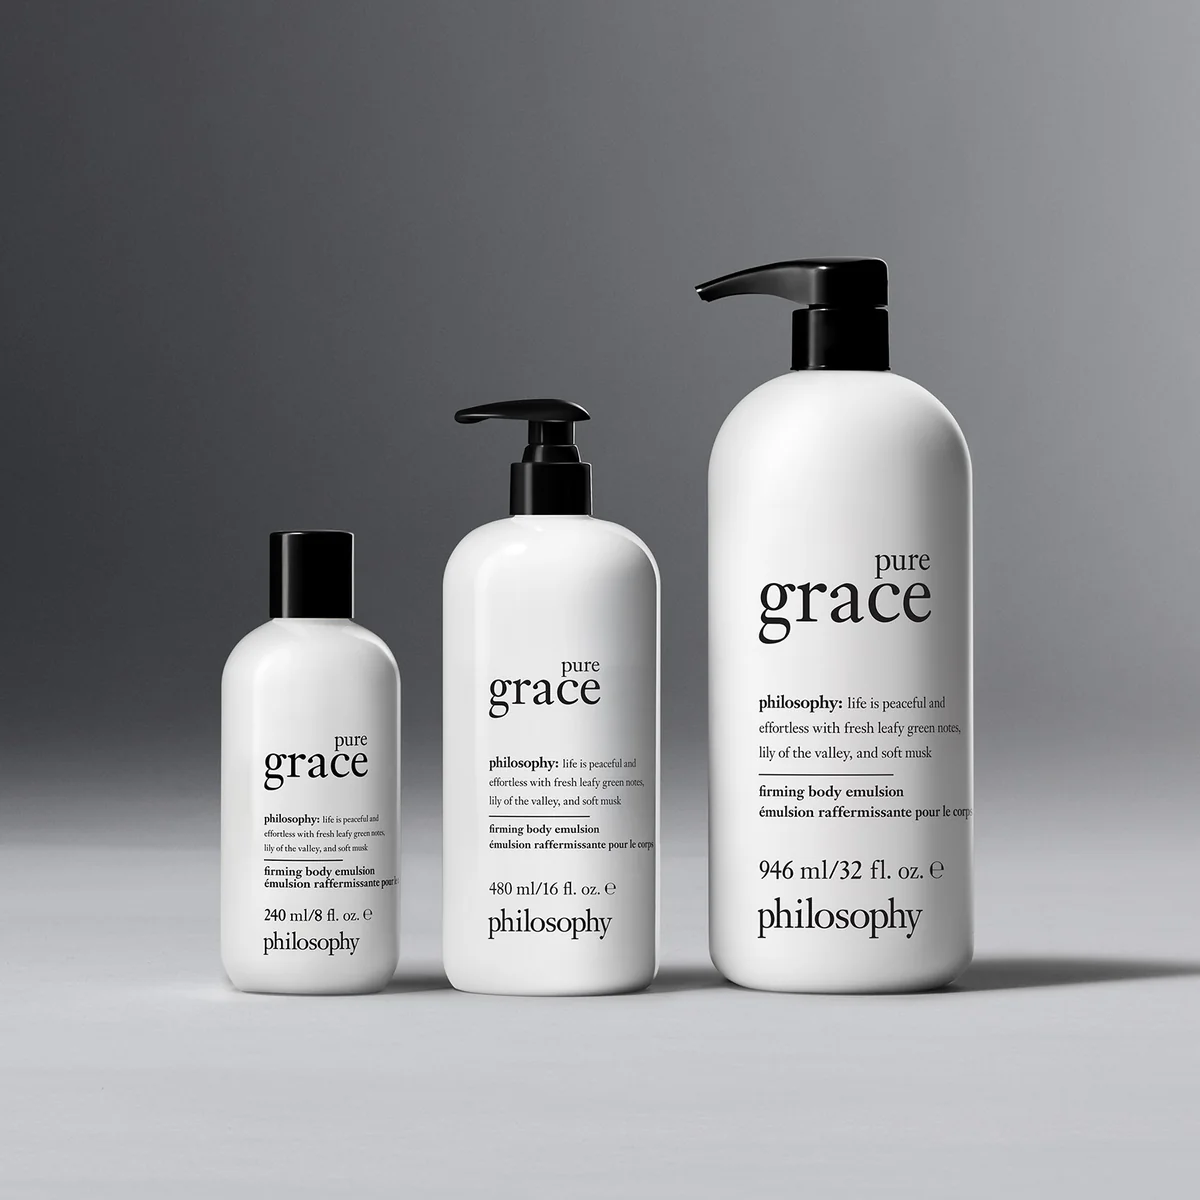 pure
grace
philosophy: life is peaceful and
effortless with fresh leafy green notes,
lily of the valley, and soft musk
firming body emulsion
émulsion raffermissante pour
240 ml/8 fl. oz. ℮
philosophy
pure
grace
philosophy: life is peaceful and
effortless with fresh leafy green notes,
lily of the valley, and soft musk
firming body emulsion
émulsion raffermissante pour le corps
480 ml/16 fl. oz. ℮
philosophy
pure
grace
philosophy: life is peaceful and
effortless with fresh leafy green notes,
lily of the valley, and soft musk
firming body emulsion
émulsion raffermissante pour le corps
946 ml/32 fl. oz. ℮
philosophy